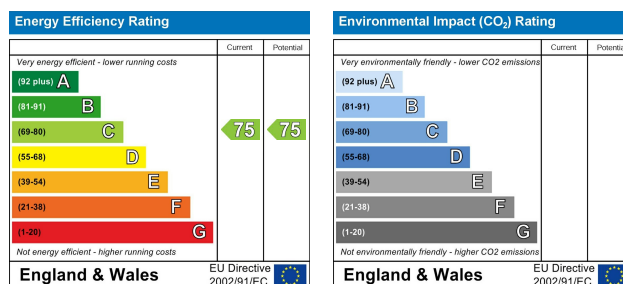 Energy Efficiency Rating
Current Potential
Very energy efficient - lower running costs
(92 plus) A
(81-91) B
(69-80) C 75 75
(55-68) D
(39-54) E
(21-38) F
(1-20) G
Not energy efficient - higher running costs
England & Wales
EU Directive
2002/91/EC
Environmental Impact (CO₂) Rating
Current Potential
Very environmentally friendly - lower CO2 emissions
(92 plus) A
(81-91) B
(69-80) C
(55-68) D
(39-54) E
(21-38) F
(1-20) G
Not environmentally friendly - higher CO2 emissions
England & Wales
EU Directive
2002/91/EC